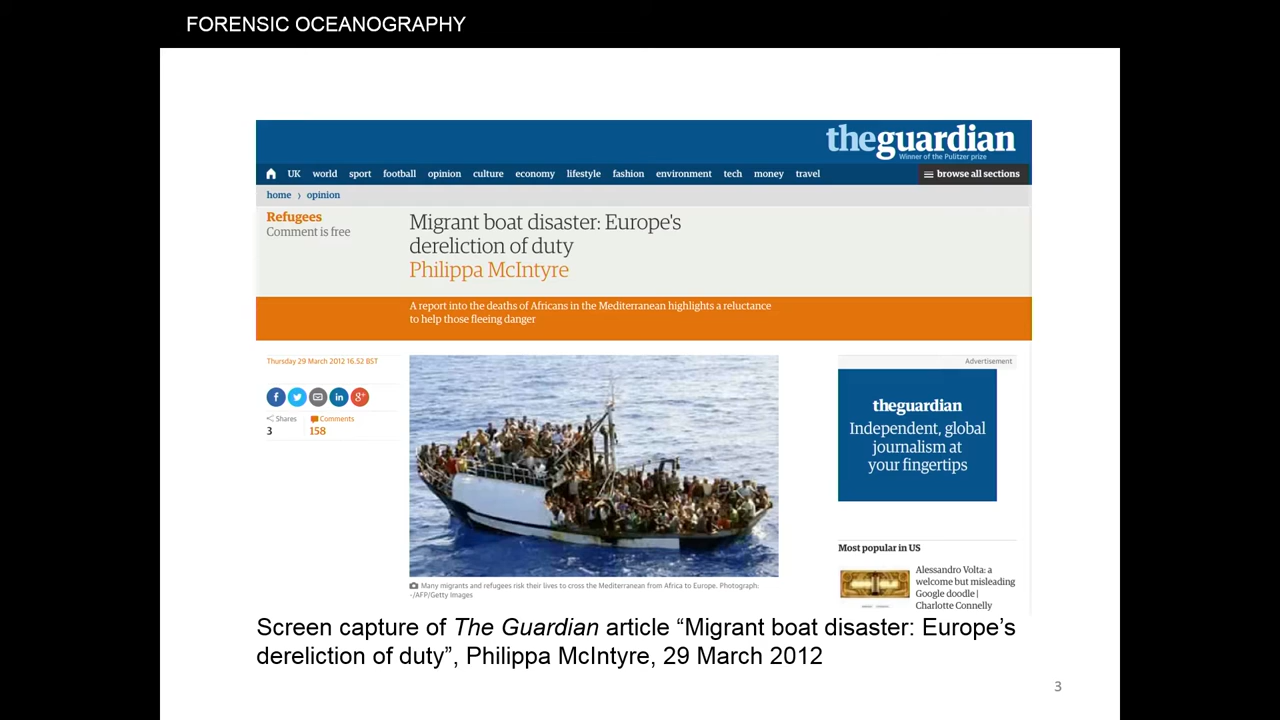 FORENSIC OCEANOGRAPHY
theguardian
Winner of the Pulitzer prize
UK world sport football opinion culture economy lifestyle fashion environment tech money travel browse all sections
home › opinion
Refugees
Comment is free
Migrant boat disaster: Europe's
dereliction of duty
Philippa McIntyre
A report into the deaths of Africans in the Mediterranean highlights a reluctance
to help those fleeing danger
Thursday 29 March 2012 16.52 BST
Shares
3
Comments
158
Many migrants and refugees risk their lives to cross the Mediterranean from Africa to Europe. Photograph:
-/AFP/Getty Images
Advertisement
theguardian
Independent, global
journalism at
your fingertips
Most popular in US
Alessandro Volta: a
welcome but misleading
Google doodle |
Charlotte Connelly
Screen capture of The Guardian article “Migrant boat disaster: Europe’s
dereliction of duty”, Philippa McIntyre, 29 March 2012
3